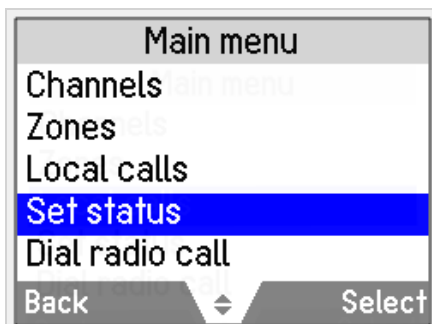 Main menu
Channels
Zones
Local calls
Set status
Dial radio call
Back Select